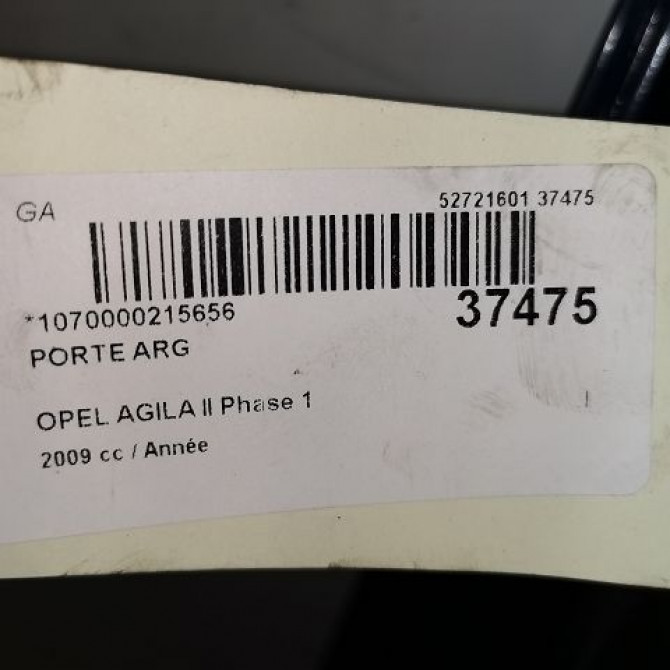 GA
52721601 37475
*1070000215656
37475
PORTE ARG
OPEL AGILA II Phase 1
2009 cc / Année